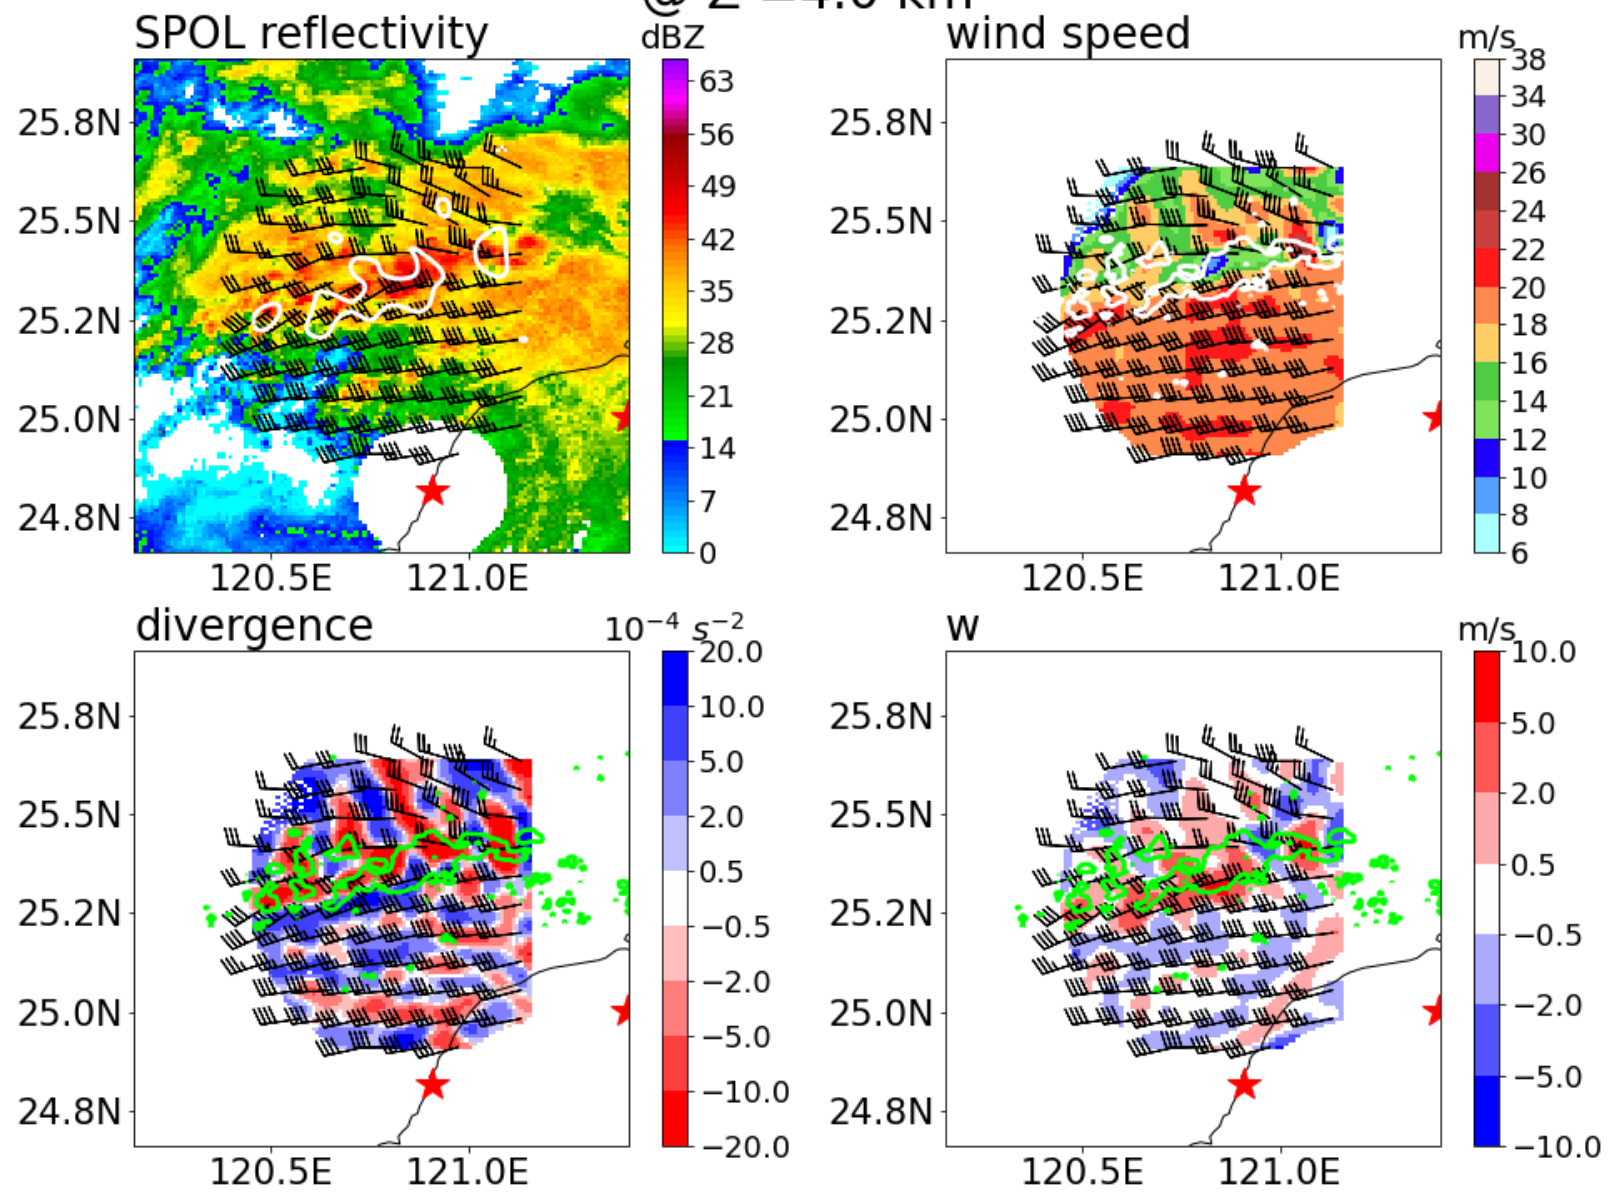 @ Z =4.0 km
SPOL reflectivity
dBZ
25.8N
25.5N
25.2N
25.0N
24.8N
120.5E
121.0E
63
56
49
42
35
28
21
14
7
0
wind speed
m/s
25.8N
25.5N
25.2N
25.0N
24.8N
120.5E
121.0E
38
34
30
26
24
22
20
18
16
14
12
10
8
6
divergence
10⁻⁴ s⁻²
25.8N
25.5N
25.2N
25.0N
24.8N
120.5E
121.0E
20.0
10.0
5.0
2.0
0.5
−0.5
−2.0
−5.0
−10.0
−20.0
w
m/s
25.8N
25.5N
25.2N
25.0N
24.8N
120.5E
121.0E
10.0
5.0
2.0
0.5
−0.5
−2.0
−5.0
−10.0